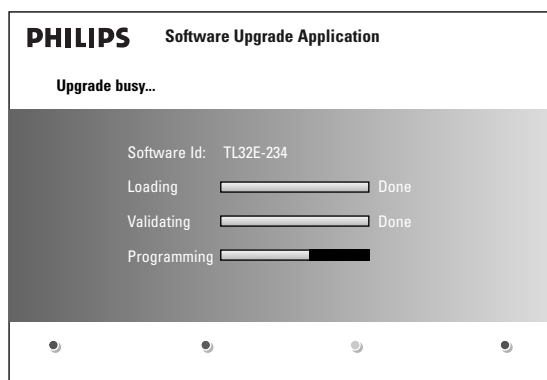 PHILIPS Software Upgrade Application
Upgrade busy...
Software Id: TL32E-234
Loading Done
Validating Done
Programming